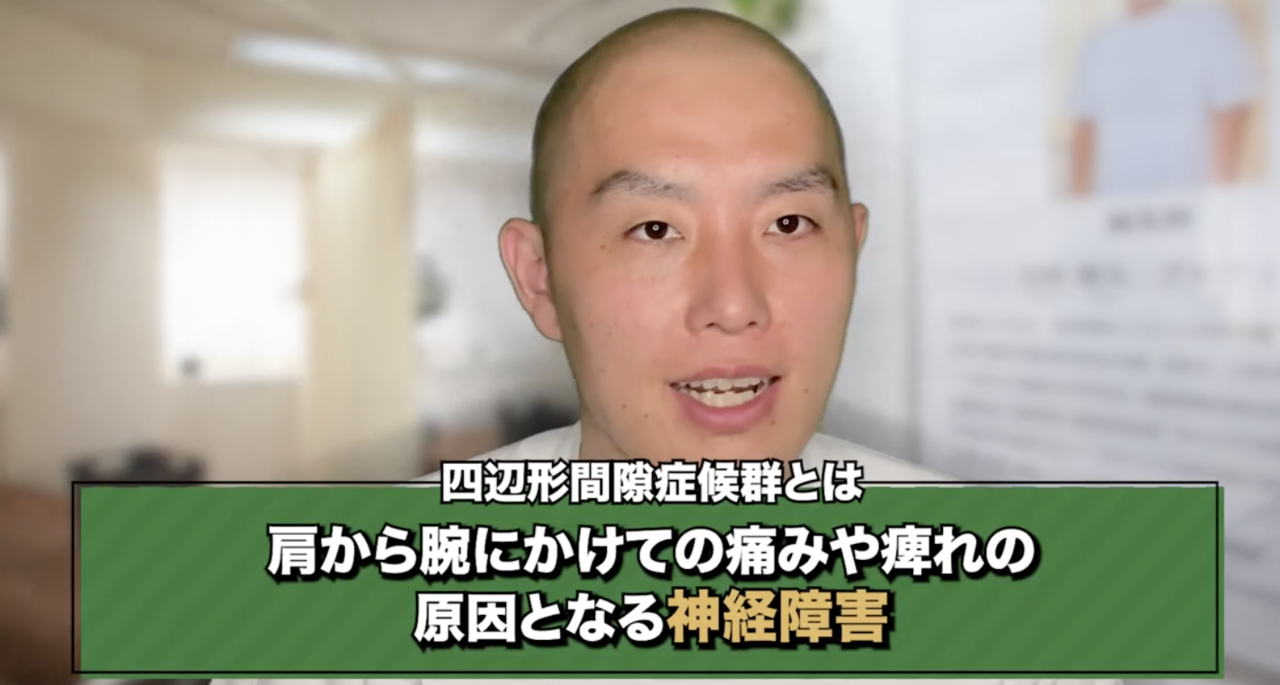 四辺形間隙症候群とは
肩から腕にかけての痛みや痺れの
原因となる神経障害